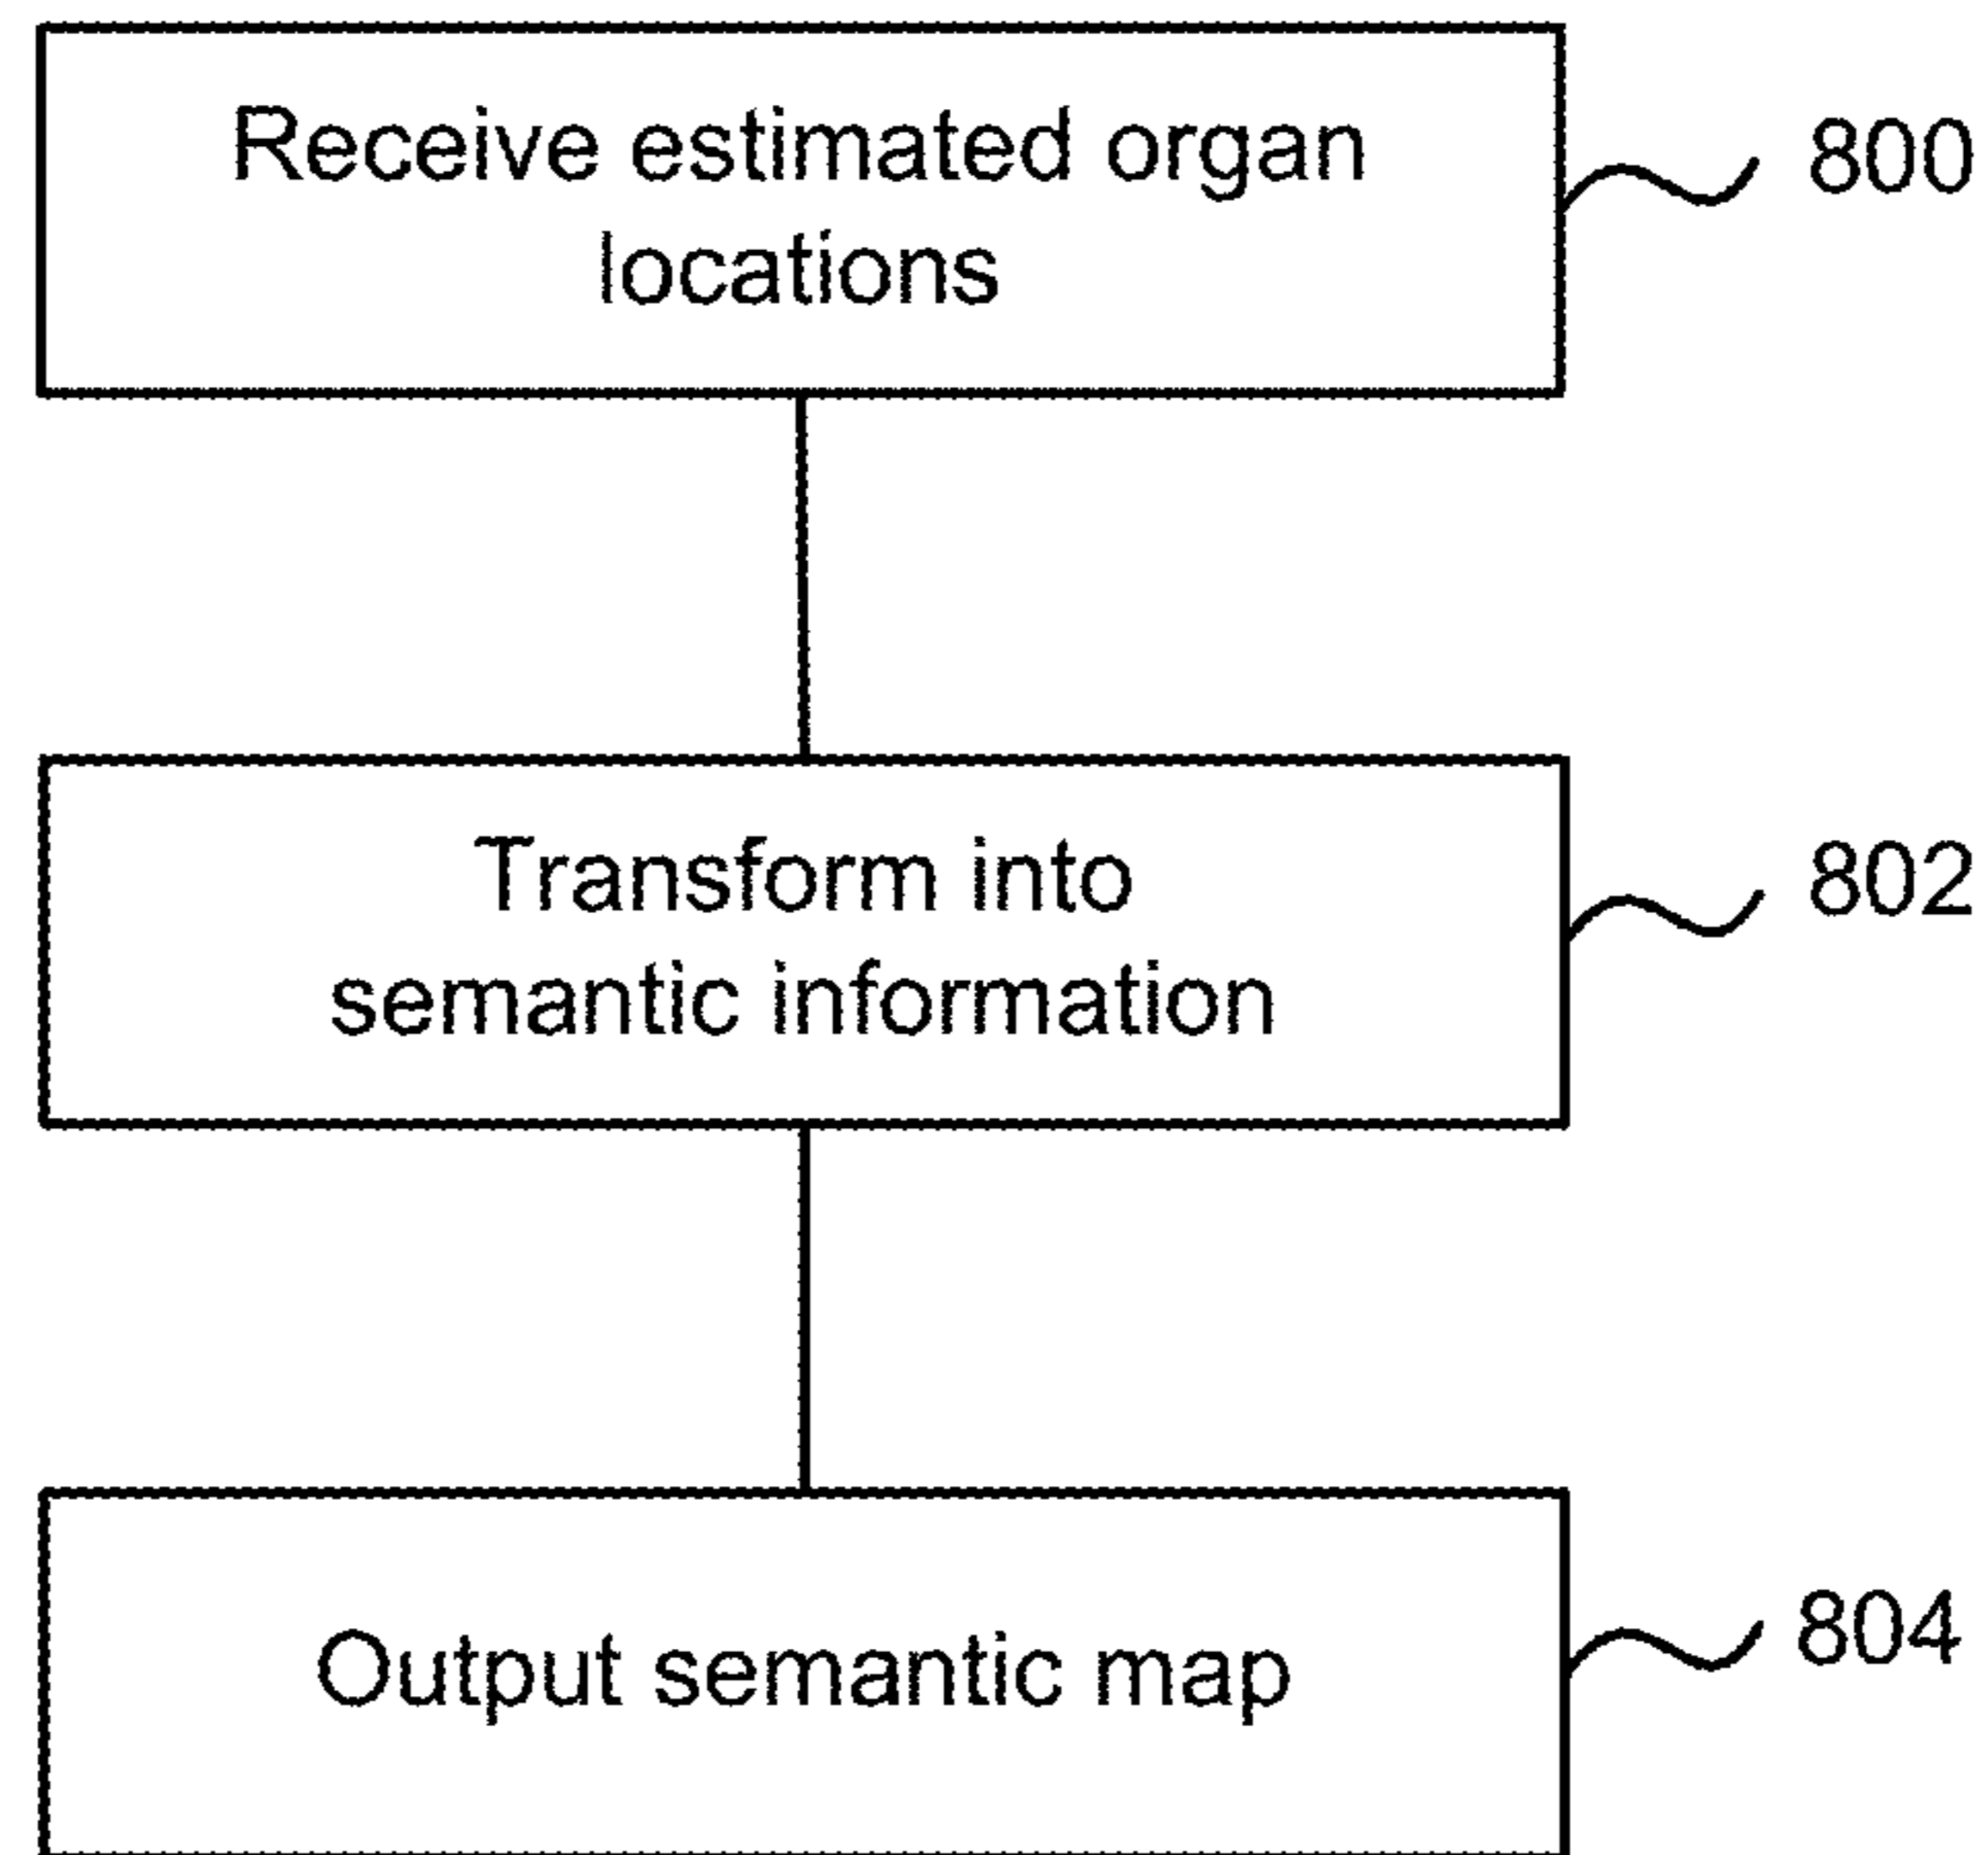 Receive estimated organ
locations
800
Transform into
semantic information
802
Output semantic map
804